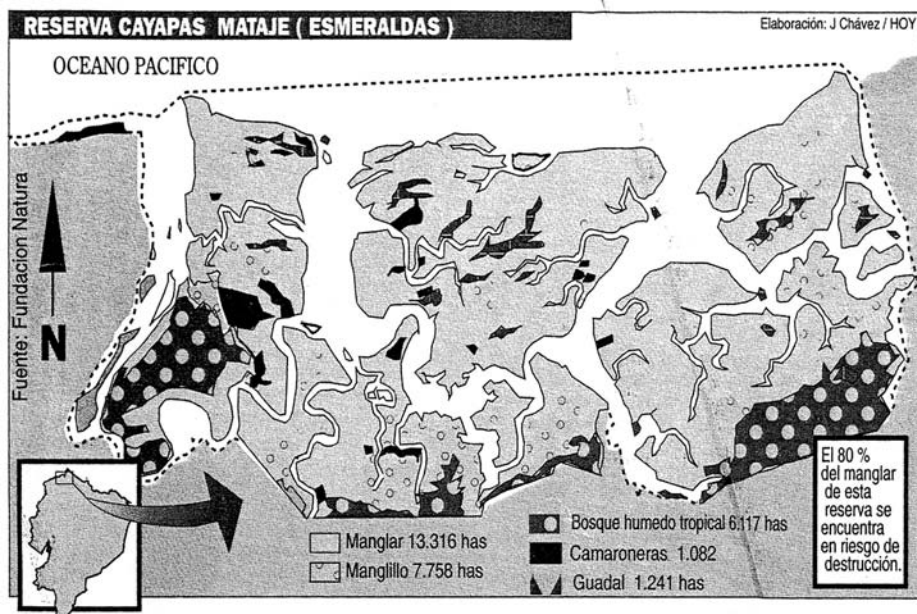 RESERVA CAYAPAS MATAJE ( ESMERALDAS )
Elaboración: J Chávez / HOY
OCEANO PACIFICO
Fuente: Fundacion Natura
N
El 80 %
del manglar
de esta
reserva se
encuentra
en riesgo de
destrucción.
Manglar 13.316 has
Manglillo 7.758 has
Bosque humedo tropical 6.117 has
Camaroneras 1.082
Guadal 1.241 has